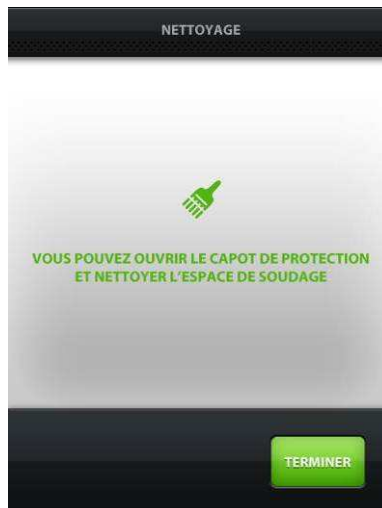 NETTOYAGE
VOUS POUVEZ OUVRIR LE CAPOT DE PROTECTION
ET NETTOYER L'ESPACE DE SOUDAGE
TERMINER